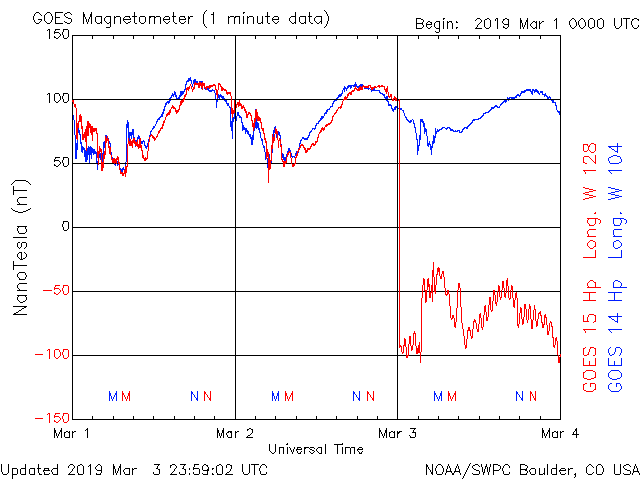 GOES Magnetometer (1 minute data)
Begin: 2019 Mar 1 0000 UTC
150
100
50
0
-50
-100
-150
NanoTesla (nT)
GOES 15 Hp Long. W 128
GOES 14 Hp Long. W 104
M M N N M M N N M M N N
Mar 1 Mar 2 Mar 3 Mar 4
Universal Time
Updated 2019 Mar 3 23:59:02 UTC
NOAA/SWPC Boulder, CO USA